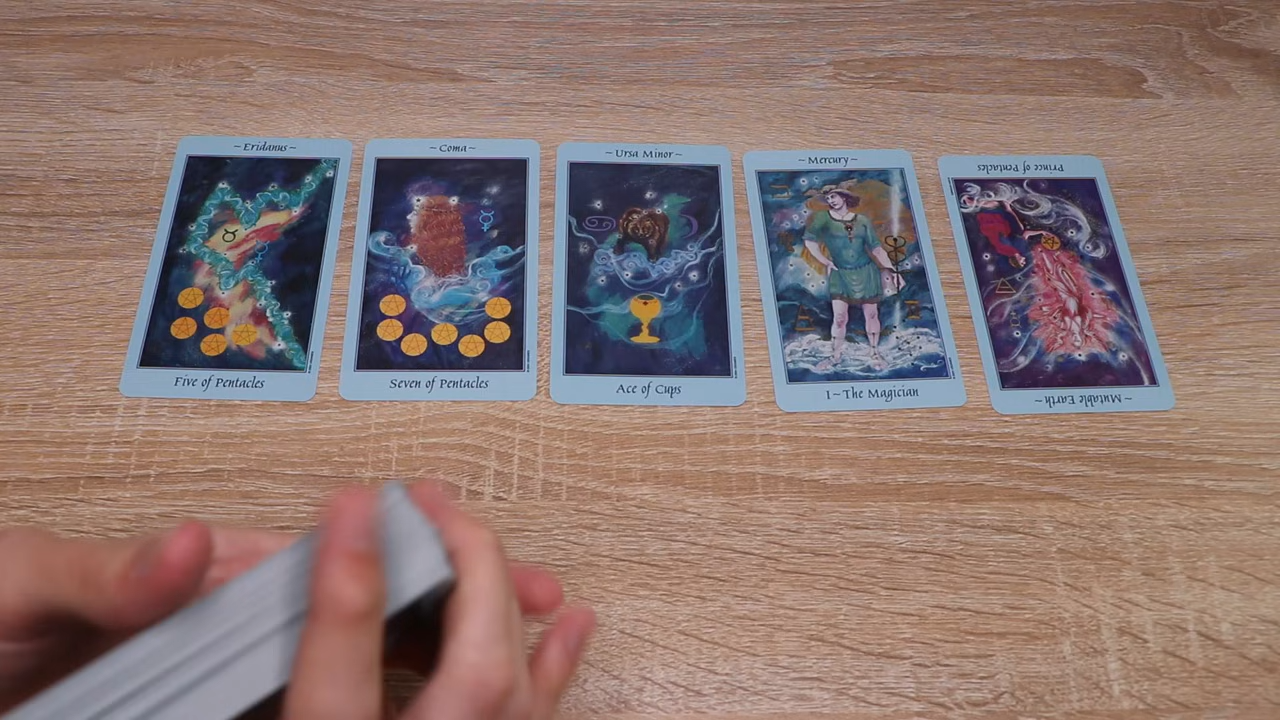 ~ Eridanus ~
Five of Pentacles
~ Coma ~
Seven of Pentacles
~ Ursa Minor ~
Ace of Cups
~ Mercury ~
I ~ The Magician
Prince of Pentacles
~ Mutable Earth ~